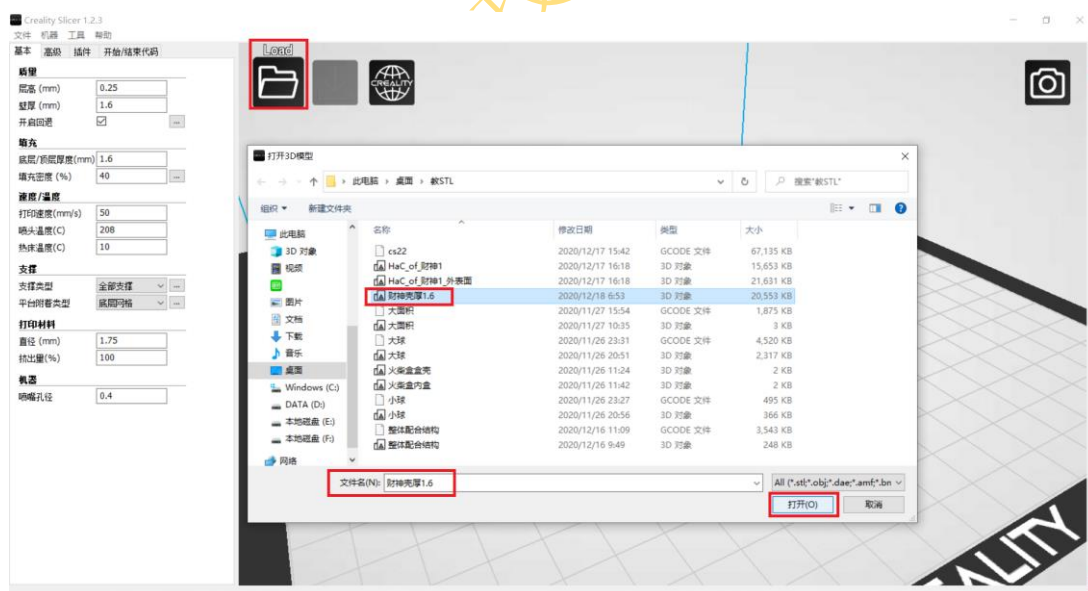 Creality Slicer 1.2.3
文件 机器 工具 帮助
基本 高级 插件 开始/结束代码
质量
层高 (mm) 0.25
壁厚 (mm) 1.6
开启回退
填充
底层/顶层厚度(mm) 1.6
填充密度 (%) 40
速度/温度
打印速度(mm/s) 50
喷头温度(C) 208
热床温度(C) 10
支撑
支撑类型 全部支撑
平台附着类型 底层网格
打印材料
直径 (mm) 1.75
挤出量(%) 100
机器
喷嘴孔径 0.4
Load
CREALITY
打开3D模型
此电脑 › 桌面 › 教STL
搜索"教STL"
组织 新建文件夹
名称 修改日期 类型 大小
此电脑
3D 对象
视频
图片
文档
下载
音乐
桌面
Windows (C:)
DATA (D:)
本地磁盘 (E:)
本地磁盘 (F:)
网络
cs22 2020/12/17 15:42 GCODE 文件 67,135 KB
HaC_of_财神1 2020/12/17 16:18 3D 对象 15,653 KB
HaC_of_财神1_外表面 2020/12/17 16:18 3D 对象 21,631 KB
财神壳厚1.6 2020/12/18 6:53 3D 对象 20,553 KB
大面积 2020/11/27 15:54 GCODE 文件 1,875 KB
大面积 2020/11/27 10:35 3D 对象 3 KB
大球 2020/11/26 23:31 GCODE 文件 4,520 KB
大球 2020/11/26 20:51 3D 对象 2,317 KB
火柴盒盒壳 2020/11/26 11:24 3D 对象 2 KB
火柴盒内盒 2020/11/26 11:42 3D 对象 2 KB
小球 2020/11/26 23:27 GCODE 文件 495 KB
小球 2020/11/26 20:56 3D 对象 366 KB
整体配合结构 2020/12/16 11:09 GCODE 文件 3,543 KB
整体配合结构 2020/12/16 9:49 3D 对象 248 KB
文件名(N): 财神壳厚1.6
All (*.stl;*.obj;*.dae;*.amf;*.bn
打开(O) 取消
CREALITY